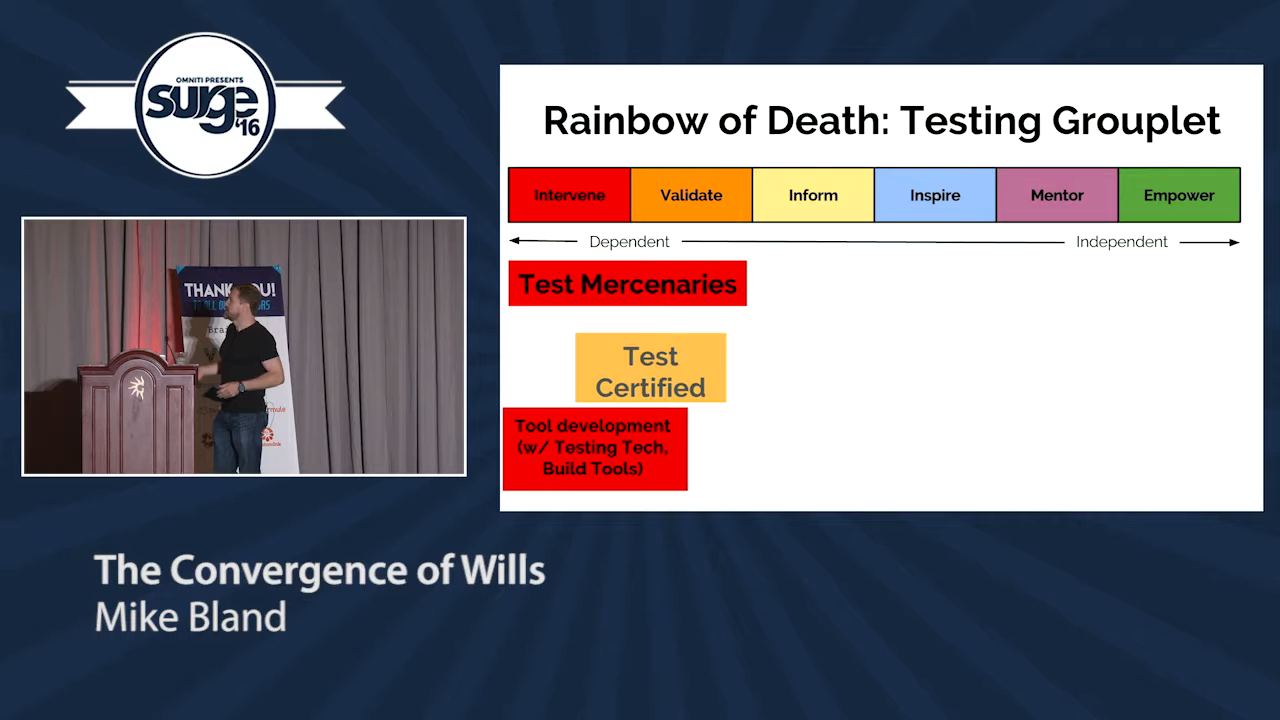 OMNITI PRESENTS
surge
'16
Rainbow of Death: Testing Grouplet
Intervene
Validate
Inform
Inspire
Mentor
Empower
Dependent
Independent
Test Mercenaries
Test
Certified
Tool development
(w/ Testing Tech,
Build Tools)
THANK YOU!
The Convergence of Wills
Mike Bland